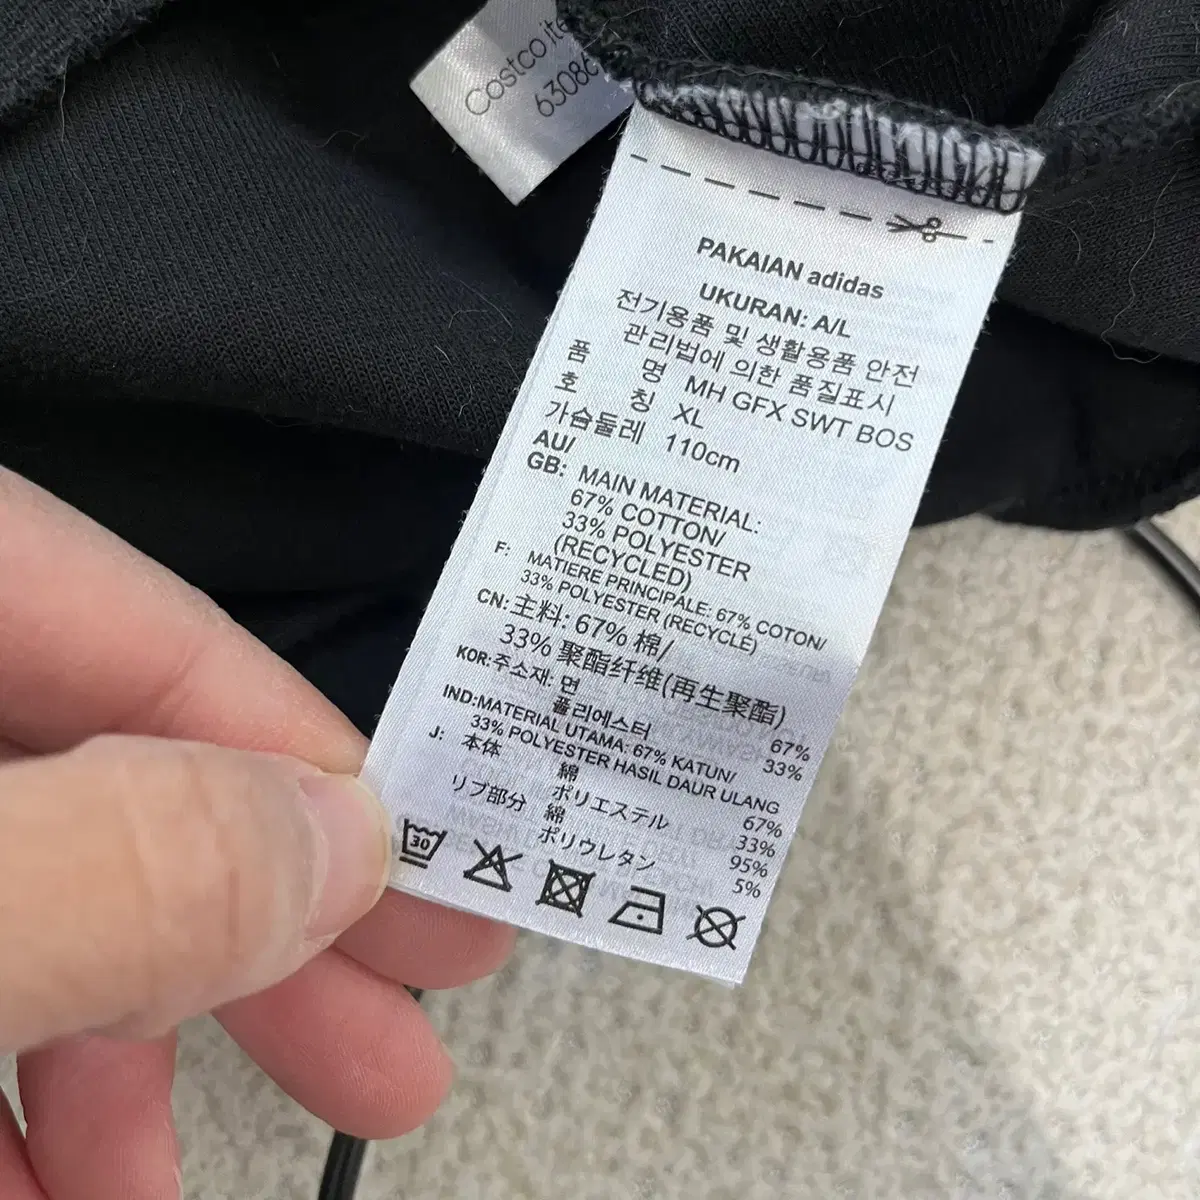 Costco
6308
PAKAIAN adidas
UKURAN: A/L
전기용품 및 생활용품 안전
관리법에 의한 품질표시
품 명 MH GFX SWT BOS
호 칭 XL
가슴둘레 110cm
AU/
GB: MAIN MATERIAL:
67% COTTON/
33% POLYESTER
(RECYCLED)
F: MATIERE PRINCIPALE: 67% COTON/
33% POLYESTER (RECYCLÉ)
CN: 主料: 67% 棉/
33% 聚酯纤维(再生聚酯)
KOR: 주소재: 면 67%
폴리에스터 33%
IND:MATERIAL UTAMA: 67% KATUN/
33% POLYESTER HASIL DAUR ULANG
J: 本体 綿 67%
ポリエステル 33%
リブ部分 綿 95%
ポリウレタン 5%
30